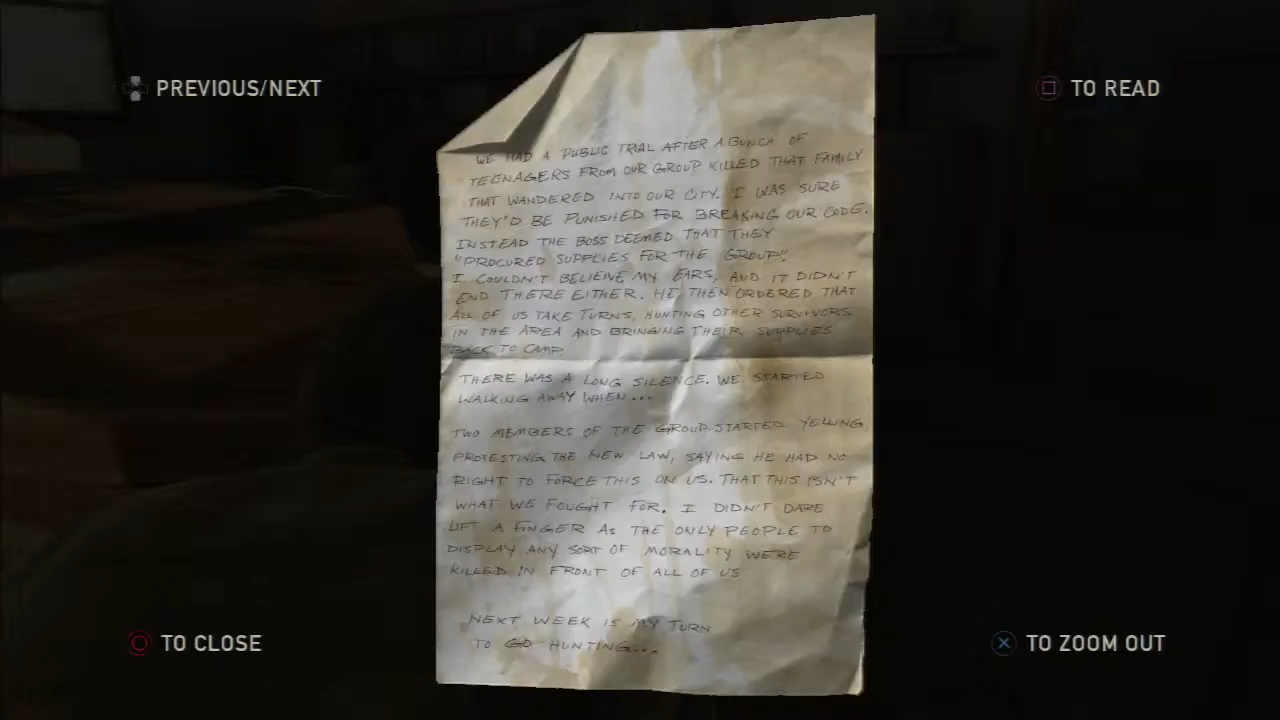 PREVIOUS/NEXT
TO READ
WE HAD A PUBLIC TRIAL AFTER A BUNCH OF
TEENAGERS FROM OUR GROUP KILLED THAT FAMILY
THAT WANDERED INTO OUR CITY. I WAS SURE
THEY'D BE PUNISHED FOR BREAKING OUR CODE.
INSTEAD THE BOSS DEEMED THAT THEY
"PROCURED SUPPLIES FOR THE GROUP".
I COULDN'T BELIEVE MY EARS, AND IT DIDN'T
END THERE EITHER. HE THEN ORDERED THAT
ALL OF US TAKE TURNS, HUNTING OTHER SURVIVORS
IN THE AREA AND BRINGING THEIR SUPPLIES
BACK TO CAMP.
THERE WAS A LONG SILENCE. WE STARTED
WALKING AWAY WHEN...
TWO MEMBERS OF THE GROUP STARTED YELLING,
PROTESTING THE NEW LAW, SAYING HE HAD NO
RIGHT TO FORCE THIS ON US. THAT THIS ISN'T
WHAT WE FOUGHT FOR. I DIDN'T DARE
LIFT A FINGER AS THE ONLY PEOPLE TO
DISPLAY ANY SORT OF MORALITY WERE
KILLED IN FRONT OF ALL OF US
NEXT WEEK IS MY TURN
TO GO HUNTING...
TO CLOSE
TO ZOOM OUT